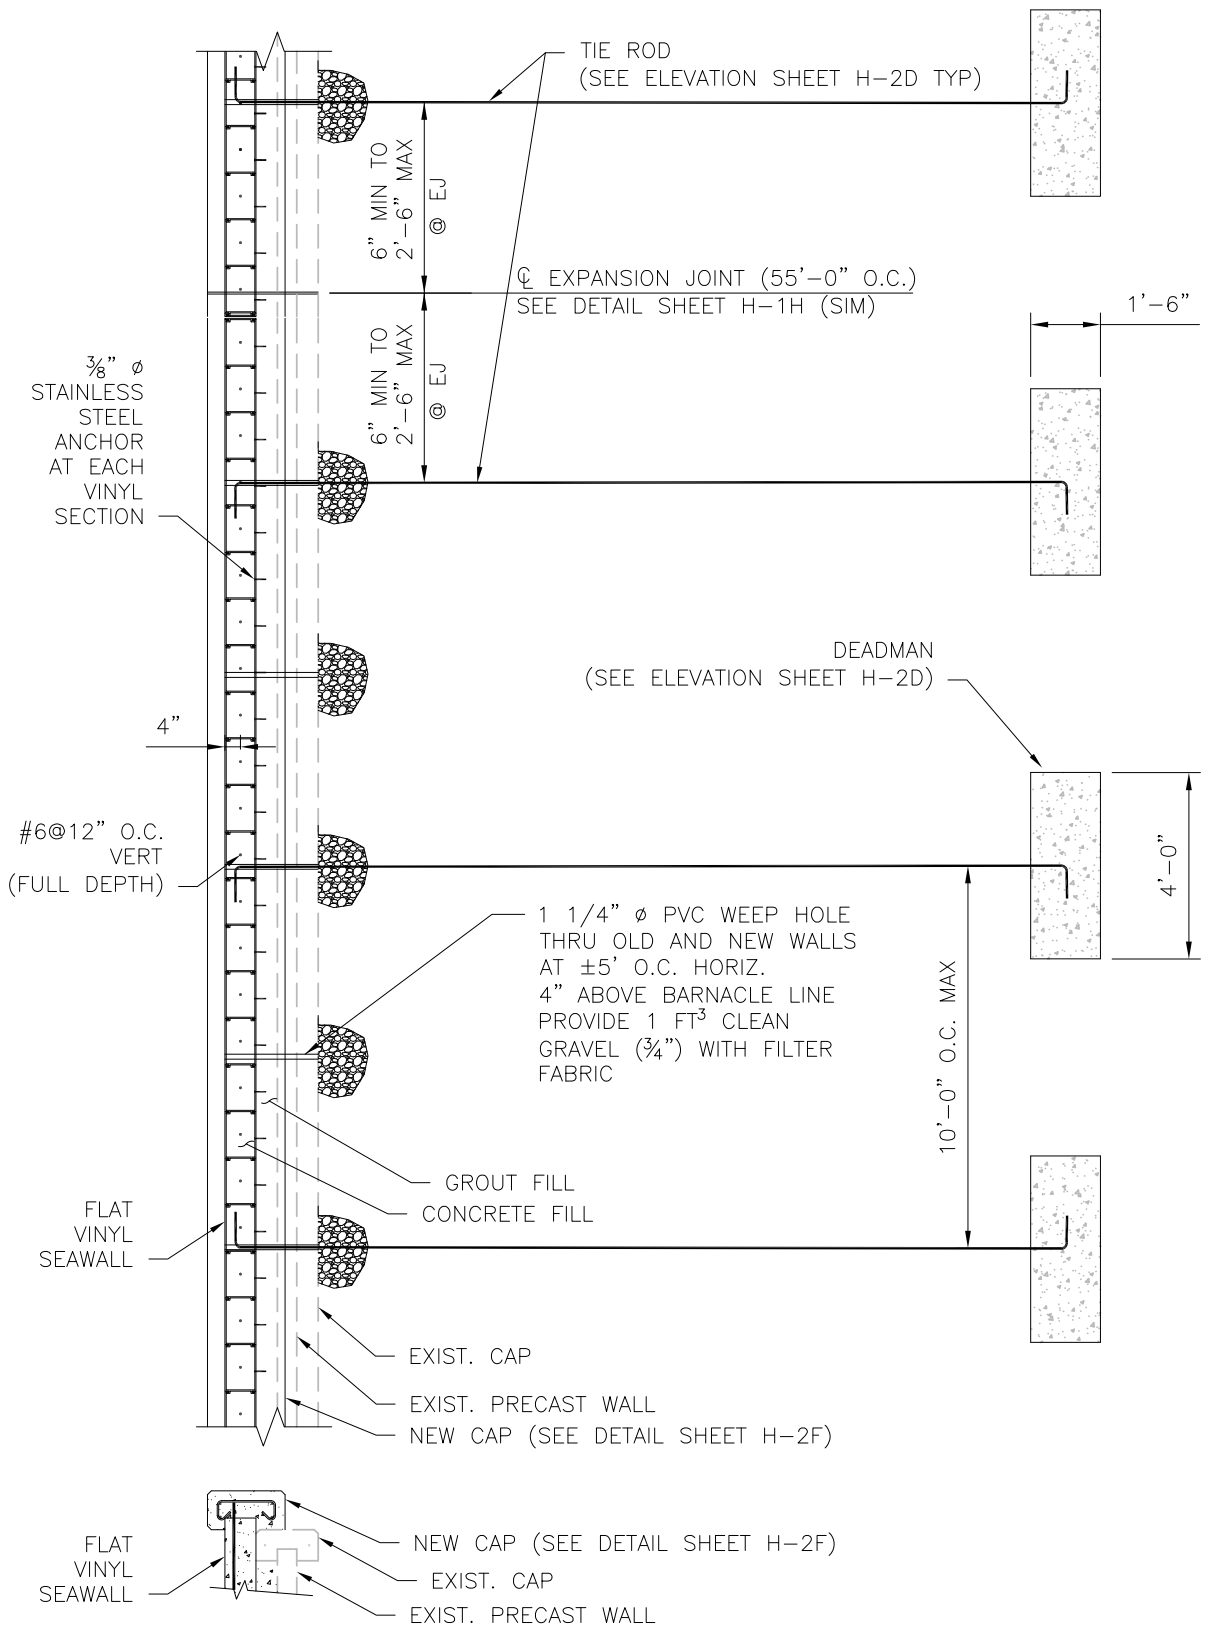 TIE ROD
(SEE ELEVATION SHEET H-2D TYP)
6" MIN TO
2'-6" MAX
@ EJ
℄ EXPANSION JOINT (55'-0" O.C.)
SEE DETAIL SHEET H-1H (SIM)
1'-6"
6" MIN TO
2'-6" MAX
@ EJ
3/8" ø
STAINLESS
STEEL
ANCHOR
AT EACH
VINYL
SECTION
DEADMAN
(SEE ELEVATION SHEET H-2D)
4"
#6@12" O.C.
VERT
(FULL DEPTH)
4'-0"
1 1/4" ø PVC WEEP HOLE
THRU OLD AND NEW WALLS
AT ±5' O.C. HORIZ.
4" ABOVE BARNACLE LINE
PROVIDE 1 FT³ CLEAN
GRAVEL (3/4") WITH FILTER
FABRIC
10'-0" O.C. MAX
GROUT FILL
CONCRETE FILL
FLAT
VINYL
SEAWALL
EXIST. CAP
EXIST. PRECAST WALL
NEW CAP (SEE DETAIL SHEET H-2F)
NEW CAP (SEE DETAIL SHEET H-2F)
FLAT
VINYL
SEAWALL
EXIST. CAP
EXIST. PRECAST WALL